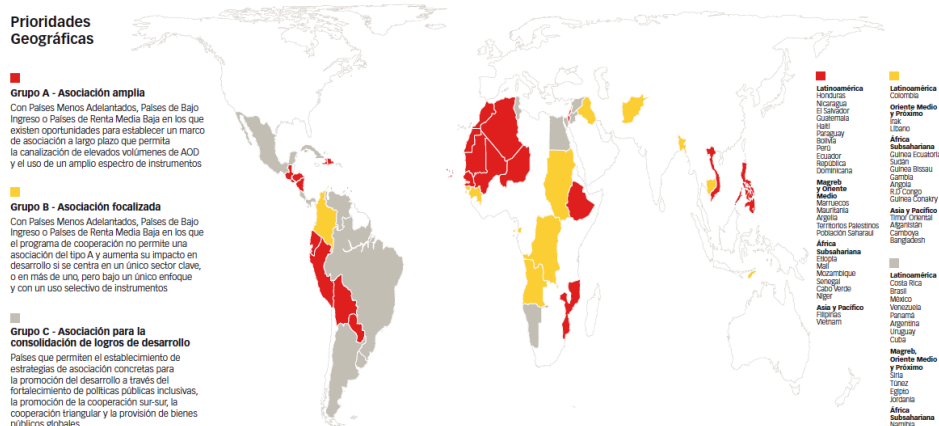 Prioridades
Geográficas
Grupo A - Asociación amplia
Con Países Menos Adelantados, Países de Bajo
Ingreso o Países de Renta Media Baja en los que
existen oportunidades para establecer un marco
de asociación a largo plazo que permita
la canalización de elevados volúmenes de AOD
y el uso de un amplio espectro de instrumentos
Grupo B - Asociación focalizada
Con Países Menos Adelantados, Países de Bajo
Ingreso o Países de Renta Media Baja en los que
el programa de cooperación no permite una
asociación del tipo A y aumenta su impacto en
desarrollo si se centra en un único sector clave,
o en más de uno, pero bajo un único enfoque
y con un uso selectivo de instrumentos
Grupo C - Asociación para la
consolidación de logros de desarrollo
Países que permiten el establecimiento de
estrategias de asociación concretas para
la promoción del desarrollo a través del
fortalecimiento de políticas públicas inclusivas,
la promoción de la cooperación sur-sur, la
cooperación triangular y la provisión de bienes
públicos globales
Latinoamérica
Honduras
Nicaragua
El Salvador
Guatemala
Haití
Paraguay
Bolivia
Perú
Ecuador
República
Dominicana
Magreb
y Oriente
Medio
Marruecos
Mauritania
Argelia
Territorios Palestinos
Población Saharaui
África
Subsahariana
Etiopía
Malí
Mozambique
Senegal
Cabo Verde
Níger
Asia y Pacífico
Filipinas
Vietnam
Latinoamérica
Colombia
Oriente Medio
y Próximo
Irak
Líbano
África
Subsahariana
Guinea Ecuatorial
Sudán
Guinea Bissau
Gambia
Angola
R.D Congo
Guinea Conakry
Asia y Pacífico
Timor Oriental
Afganistán
Camboya
Bangladesh
Latinoamérica
Costa Rica
Brasil
México
Venezuela
Panamá
Argentina
Uruguay
Cuba
Magreb,
Oriente Medio
y Próximo
Siria
Túnez
Egipto
Jordania
África
Subsahariana
Namibia